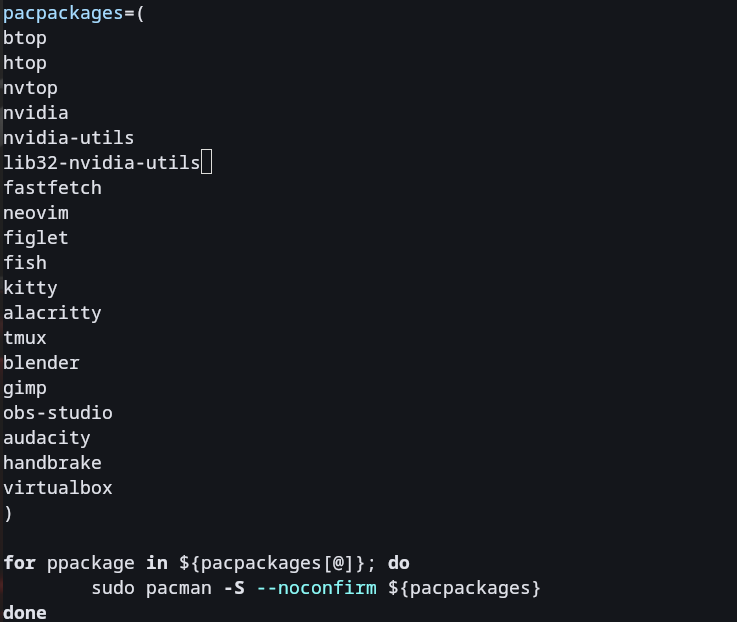 pacpackages=(
btop
htop
nvtop
nvidia
nvidia-utils
lib32-nvidia-utils
fastfetch
neovim
figlet
fish
kitty
alacritty
tmux
blender
gimp
obs-studio
audacity
handbrake
virtualbox
)
for ppackage in ${pacpackages[@]}; do
sudo pacman -S --noconfirm ${pacpackages}
done